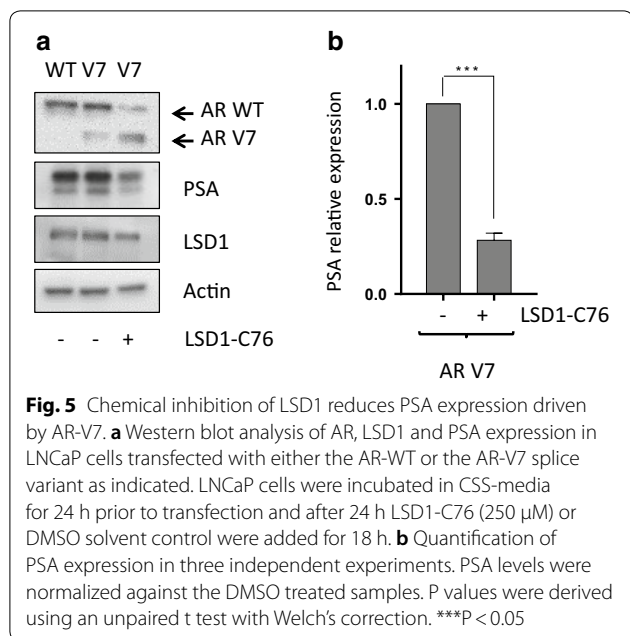 a
b
WT V7 V7
AR WT
AR V7
PSA
LSD1
Actin
- - + LSD1-C76
***
PSA relative expression
1.0
0.5
0.0
- + LSD1-C76
AR V7
Fig. 5 Chemical inhibition of LSD1 reduces PSA expression driven
by AR-V7. a Western blot analysis of AR, LSD1 and PSA expression in
LNCaP cells transfected with either the AR-WT or the AR-V7 splice
variant as indicated. LNCaP cells were incubated in CSS-media
for 24 h prior to transfection and after 24 h LSD1-C76 (250 μM) or
DMSO solvent control were added for 18 h. b Quantification of
PSA expression in three independent experiments. PSA levels were
normalized against the DMSO treated samples. P values were derived
using an unpaired t test with Welch's correction. ***P < 0.05